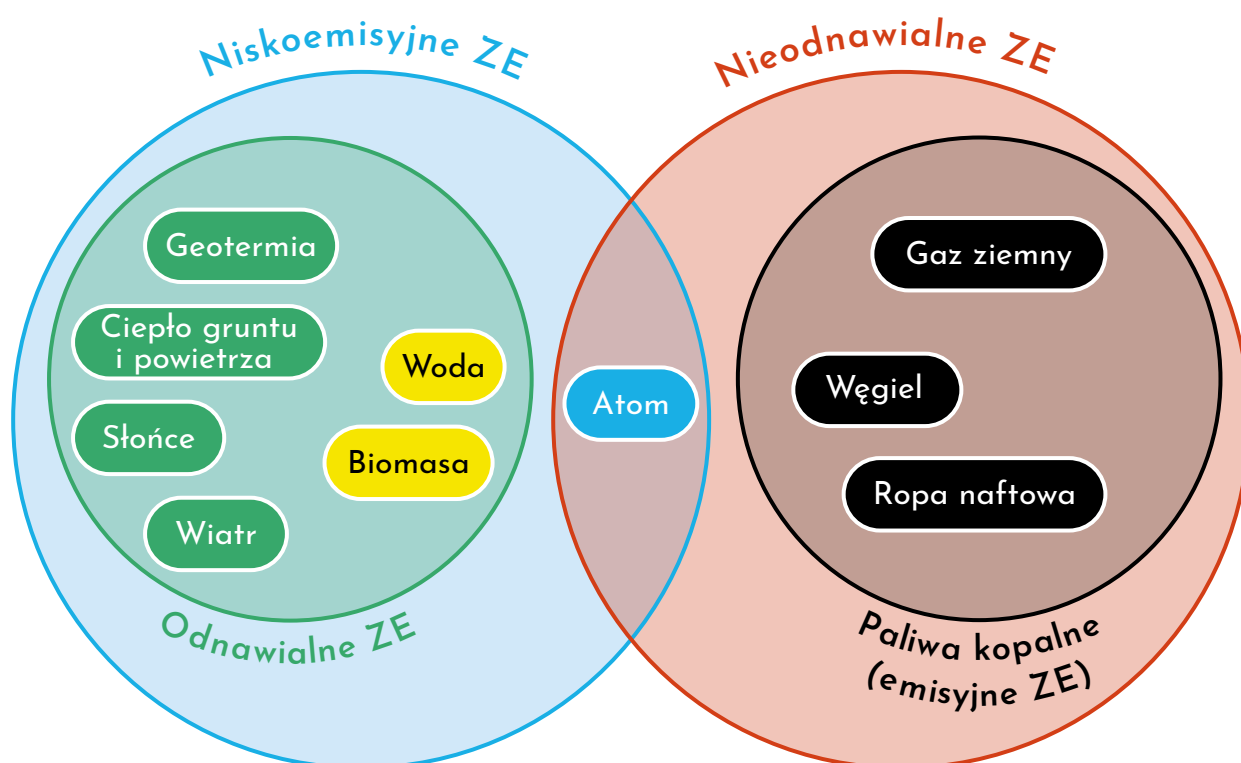 Niskoemisyjne ZE
Nieodnawialne ZE
Geotermia
Ciepło gruntu
i powietrza
Woda
Słońce
Biomasa
Wiatr
Odnawialne ZE
Atom
Gaz ziemny
Węgiel
Ropa naftowa
Paliwa kopalne
(emisyjne ZE)